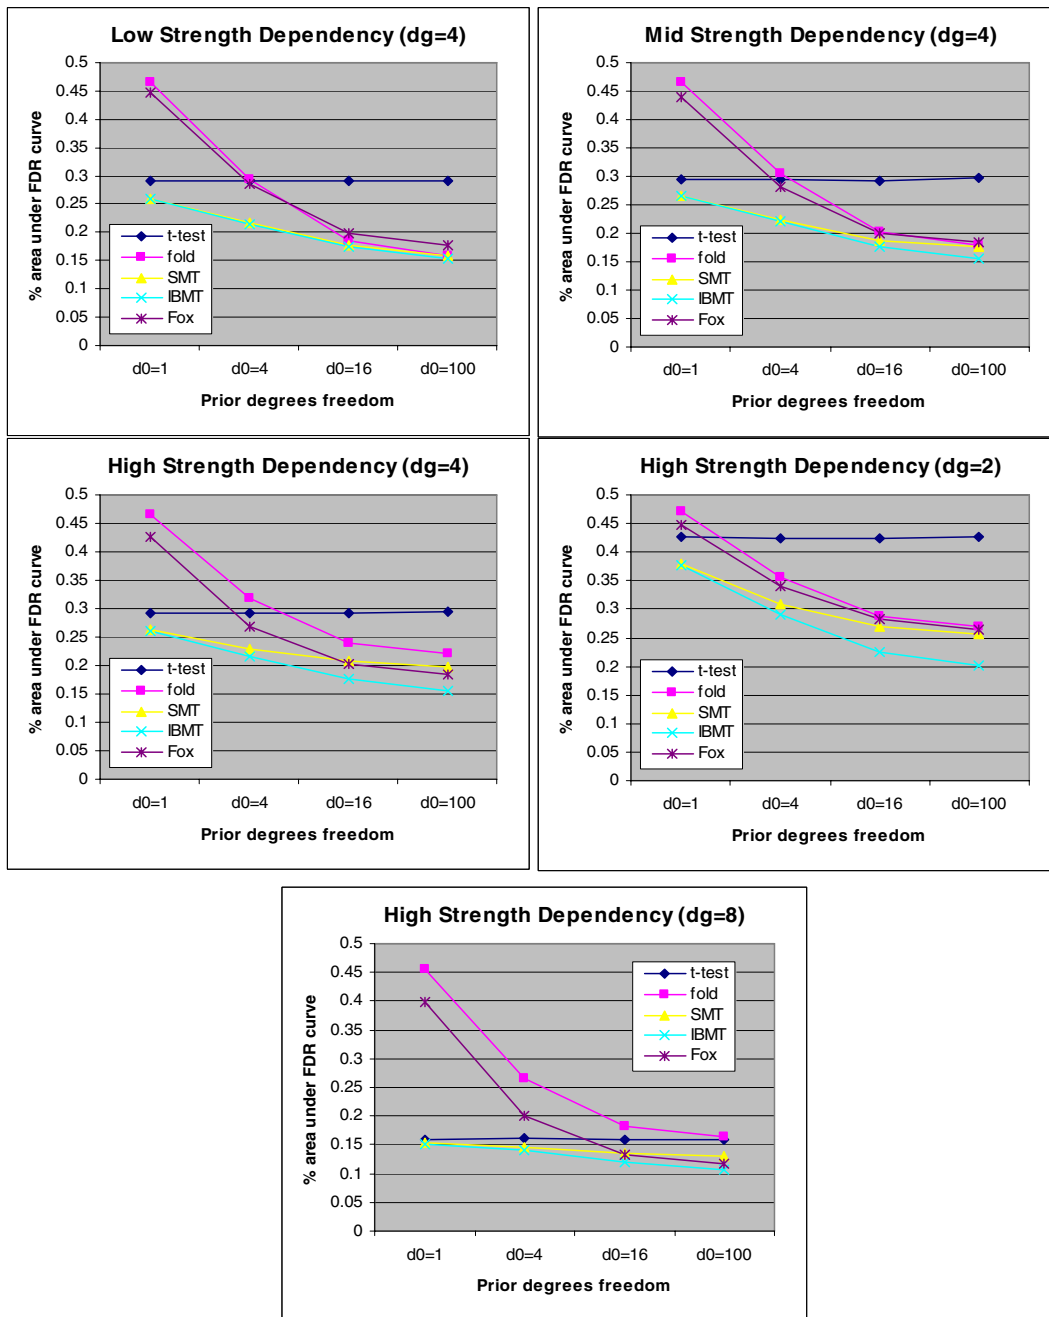 Low Strength Dependency (dg=4)
% area under FDR curve
0.5
0.45
0.4
0.35
0.3
0.25
0.2
0.15
0.1
0.05
0
t-test
fold
SMT
IBMT
Fox
d0=1 d0=4 d0=16 d0=100
Prior degrees freedom
Mid Strength Dependency (dg=4)
% area under FDR curve
0.5
0.45
0.4
0.35
0.3
0.25
0.2
0.15
0.1
0.05
0
t-test
fold
SMT
IBMT
Fox
d0=1 d0=4 d0=16 d0=100
Prior degrees freedom
High Strength Dependency (dg=4)
% area under FDR curve
0.5
0.45
0.4
0.35
0.3
0.25
0.2
0.15
0.1
0.05
0
t-test
fold
SMT
IBMT
Fox
d0=1 d0=4 d0=16 d0=100
Prior degrees freedom
High Strength Dependency (dg=2)
% area under FDR curve
0.5
0.45
0.4
0.35
0.3
0.25
0.2
0.15
0.1
0.05
0
t-test
fold
SMT
IBMT
Fox
d0=1 d0=4 d0=16 d0=100
Prior degrees freedom
High Strength Dependency (dg=8)
% area under FDR curve
0.5
0.45
0.4
0.35
0.3
0.25
0.2
0.15
0.1
0.05
0
t-test
fold
SMT
IBMT
Fox
d0=1 d0=4 d0=16 d0=100
Prior degrees freedom